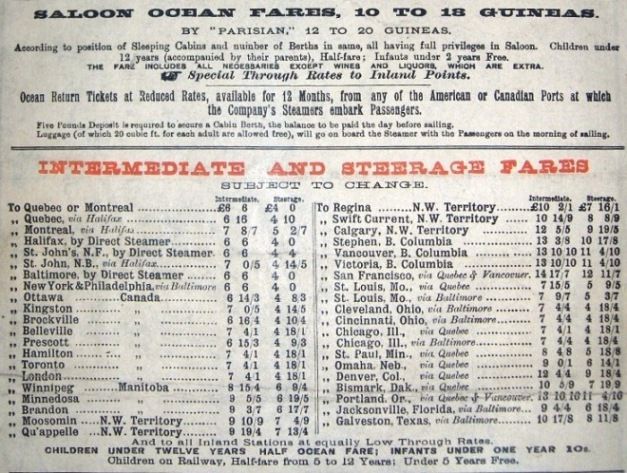 SALOON OCEAN FARES, 10 TO 18 GUINEAS.
BY "PARISIAN," 12 TO 20 GUINEAS.
According to position of Sleeping Cabins and number of Berths in same, all having full privileges in Saloon. Children under
12 years (accompanied by their parents), Half-fare; Infants under 2 years Free.
THE FARE INCLUDES ALL NECESSARIES EXCEPT WINES AND LIQUORS, WHICH ARE EXTRA.
Special Through Rates to Inland Points.
Ocean Return Tickets at Reduced Rates, available for 12 Months, from any of the American or Canadian Ports at which
the Company's Steamers embark Passengers.
Five Pounds Deposit is required to secure a Cabin Berth, the balance to be paid the day before sailing.
Luggage (of which 20 cubic ft. for each adult are allowed free), will go on board the Steamer with the Passengers on the morning of sailing.
INTERMEDIATE AND STEERAGE FARES
SUBJECT TO CHANGE.
Intermediate. Steerage.
To Quebec or Montreal £6 6 £4 0
„ Quebec, via Halifax 6 16 4 10
„ Montreal, via Halifax 7 8/7 5 2/7
„ Halifax, by Direct Steamer 6 6 4 0
„ St. John's, N.F., by Direct Steamer 6 6 4 4
„ St. John, N.B., via Halifax 7 0/5 4 14/5
„ Baltimore, by Direct Steamer 6 6 4 0
„ New York & Philadelphia, via Baltimore 6 6 4 0
„ Ottawa Canada 6 14/3 4 8/3
„ Kingston „ 7 0/5 4 14/5
„ Brockville „ 6 16/4 4 10/4
„ Belleville „ 7 4/1 4 18/1
„ Prescott „ 6 15/3 4 9/3
„ Hamilton „ 7 4/1 4 18/1
„ Toronto „ 7 4/1 4 18/1
„ London „ 7 4/1 4 18/1
„ Winnipeg Manitoba 8 15/4 6 9/4
„ Minnedosa „ 9 5/5 6 19/5
„ Brandon „ 9 3/7 6 17/7
„ Moosomin N.W. Territory 9 10/9 7 4/9
„ Qu'appelle N.W. Territory 9 19/4 7 13/4
Intermediate. Steerage.
To Regina N.W. Territory £10 2/1 £7 16/1
„ Swift Current, N.W. Territory 10 14/9 8 8/9
„ Calgary, N.W. Territory 12 5/5 9 19/5
„ Stephen, B. Columbia 13 3/8 10 17/8
„ Vancouver, B. Columbia 13 10/10 11 4/10
„ Victoria, B. Columbia 13 10/10 11 4/10
„ San Francisco, via Quebec & Vancouver. 14 17/7 12 11/7
„ St. Louis, Mo., via Quebec 7 15/5 5 9/5
„ St. Louis, Mo., via Baltimore 7 9/7 5 3/7
„ Cleveland, Ohio, via Baltimore 7 4/4 4 18/4
„ Cincinnati, Ohio, via Baltimore 7 4/4 4 18/4
„ Chicago, Ill., via Quebec 7 4/1 4 18/1
„ Chicago, Ill., via Baltimore 7 4/4 4 18/4
„ St. Paul, Min., via Quebec 8 4/8 5 18/8
„ Omaha, Neb., via Quebec 9 0/1 6 14/1
„ Denver, Col., via Quebec 12 4/4 9 18/4
„ Bismark, Dak., via Quebec 10 5/9 7 19/9
„ Portland, Or., via Quebec & Vancouver. 13 10/10 11 4/10
„ Jacksonville, Florida, via Baltimore 9 4/4 6 18/4
„ Galveston, Texas, via Baltimore 10 17/8 8 11/8
And to all Inland Stations at equally Low Through Rates.
CHILDREN UNDER TWELVE YEARS HALF OCEAN FARE; INFANTS UNDER ONE YEAR 10s.
Children on Railway, Half-fare from 5 to 12 Years; Under 5 Years Free.